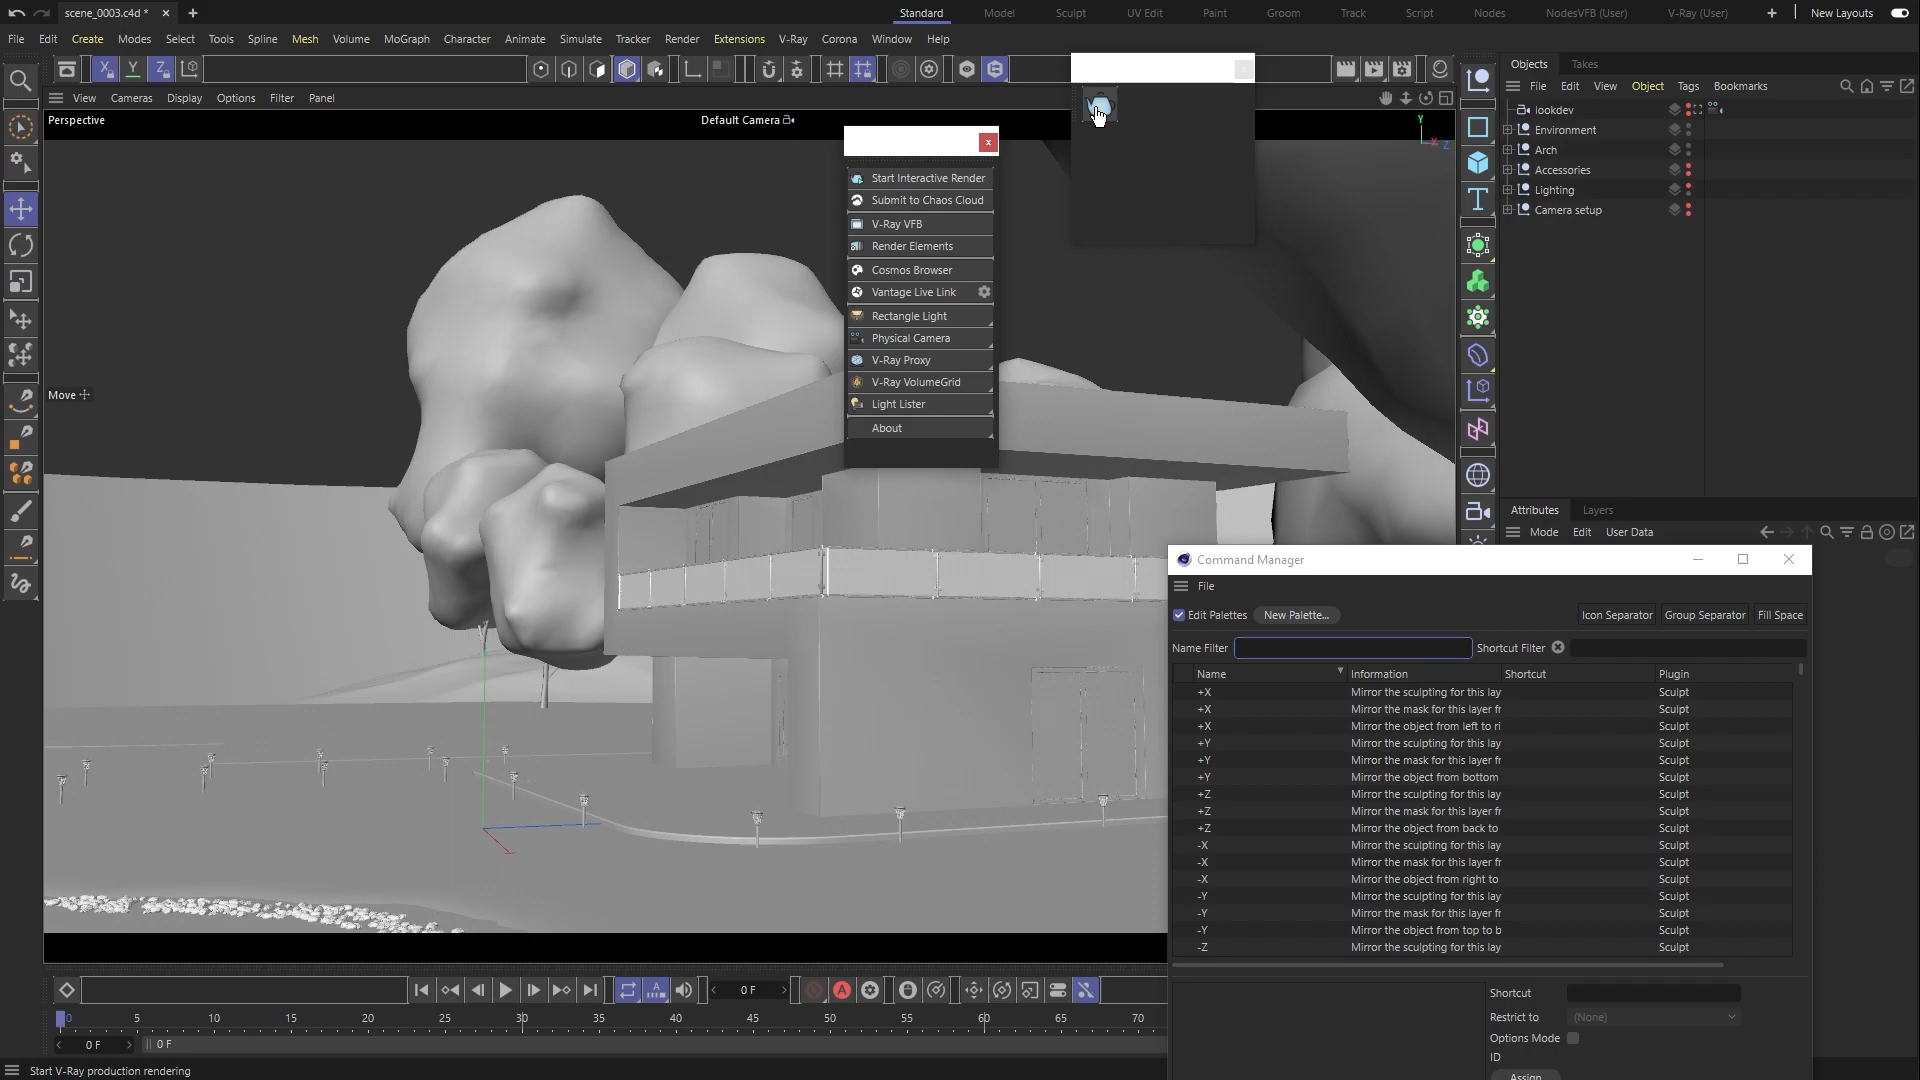 scene_0003.c4d *
Standard Model Sculpt UV Edit Paint Groom Track Script Nodes NodesVFB (User) V-Ray (User) New Layouts
File Edit Create Modes Select Tools Spline Mesh Volume MoGraph Character Animate Simulate Tracker Render Extensions V-Ray Corona Window Help
Objects Takes
File Edit View Object Tags Bookmarks
View Cameras Display Options Filter Panel
Perspective
Default Camera
lookdev
Environment
Arch
Accessories
Lighting
Camera setup
Start Interactive Render
Submit to Chaos Cloud
V-Ray VFB
Render Elements
Cosmos Browser
Vantage Live Link
Rectangle Light
Physical Camera
V-Ray Proxy
V-Ray VolumeGrid
Light Lister
About
Y
X
Z
Move
Attributes Layers
Mode Edit User Data
Command Manager
File
Edit Palettes New Palette... Icon Separator Group Separator Fill Space
Name Filter Shortcut Filter
Name Information Shortcut Plugin
+X Mirror the sculpting for this lay Sculpt
+X Mirror the mask for this layer fr Sculpt
+X Mirror the object from left to ri Sculpt
+Y Mirror the sculpting for this lay Sculpt
+Y Mirror the mask for this layer fr Sculpt
+Y Mirror the object from bottom Sculpt
+Z Mirror the sculpting for this lay Sculpt
+Z Mirror the mask for this layer fr Sculpt
+Z Mirror the object from back to Sculpt
-X Mirror the sculpting for this lay Sculpt
-X Mirror the mask for this layer fr Sculpt
-X Mirror the object from right to Sculpt
-Y Mirror the sculpting for this lay Sculpt
-Y Mirror the mask for this layer fr Sculpt
-Y Mirror the object from top to b Sculpt
-Z Mirror the sculpting for this lay Sculpt
Shortcut
Restrict to (None)
Options Mode
ID
Assign
0 F
0 5 10 15 20 25 30 35 40 45 50 55 60 65 70
0 F 0 F
Start V-Ray production rendering